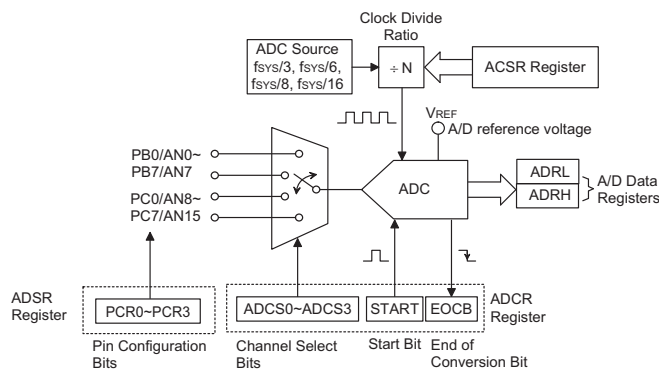 Clock Divide
Ratio
ADC Source
fSYS/3, fSYS/6,
fSYS/8, fSYS/16
÷ N
ACSR Register
VREF
A/D reference voltage
PB0/AN0~
PB7/AN7
PC0/AN8~
PC7/AN15
ADC
ADRL
ADRH
A/D Data
Registers
ADSR
Register
PCR0~PCR3
ADCS0~ADCS3
START
EOCB
ADCR
Register
Pin Configuration
Bits
Channel Select
Bits
Start Bit
End of
Conversion Bit